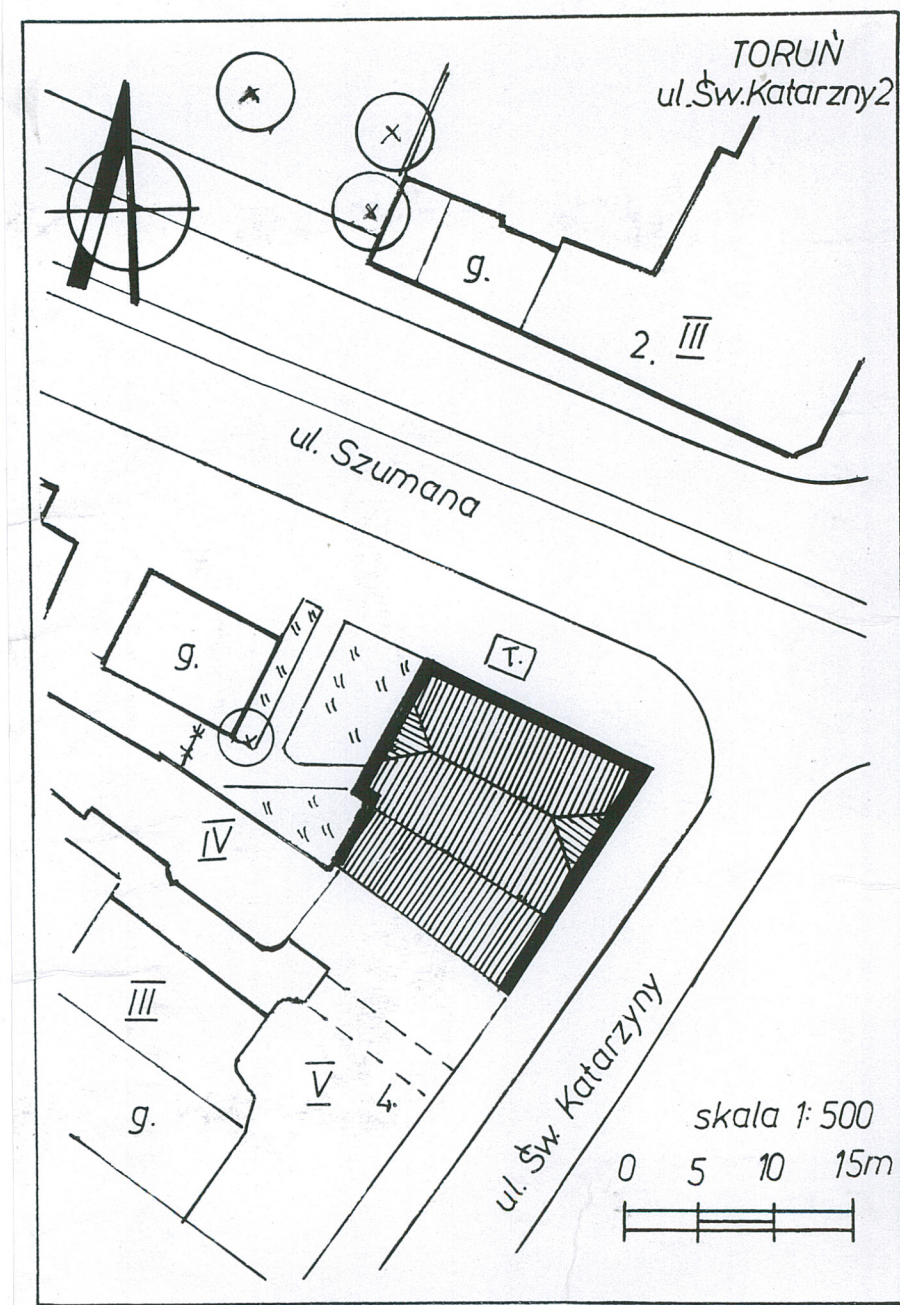 TORUŃ
ul. Św. Katarzny 2
g.
2. III
ul. Szumana
T.
g.
IV
III
V
4.
g.
ul. Św. Katarzyny
skala 1:500
0 5 10 15m